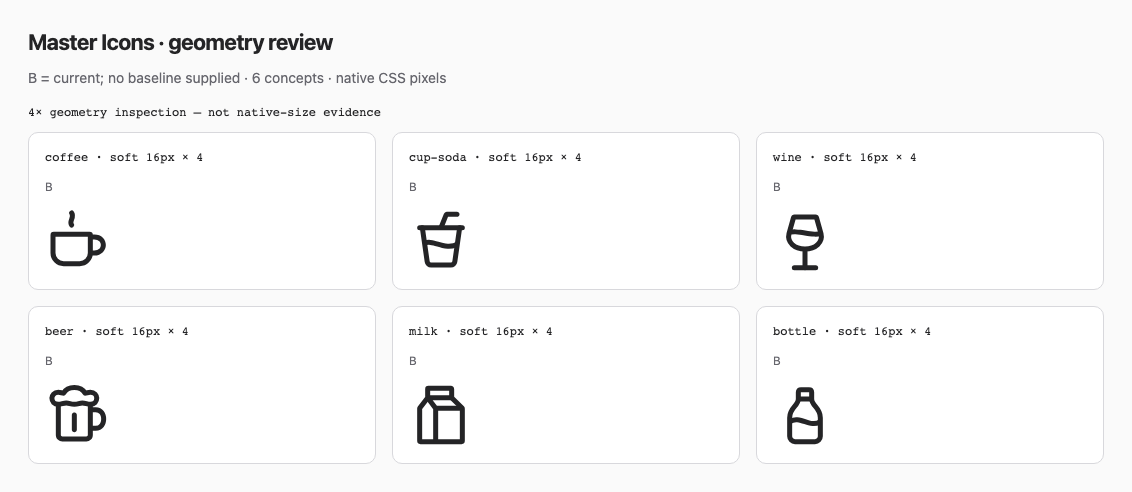 Master Icons · geometry review
B = current; no baseline supplied · 6 concepts · native CSS pixels
4× geometry inspection — not native-size evidence
coffee · soft 16px × 4
B
cup-soda · soft 16px × 4
B
wine · soft 16px × 4
B
beer · soft 16px × 4
B
milk · soft 16px × 4
B
bottle · soft 16px × 4
B